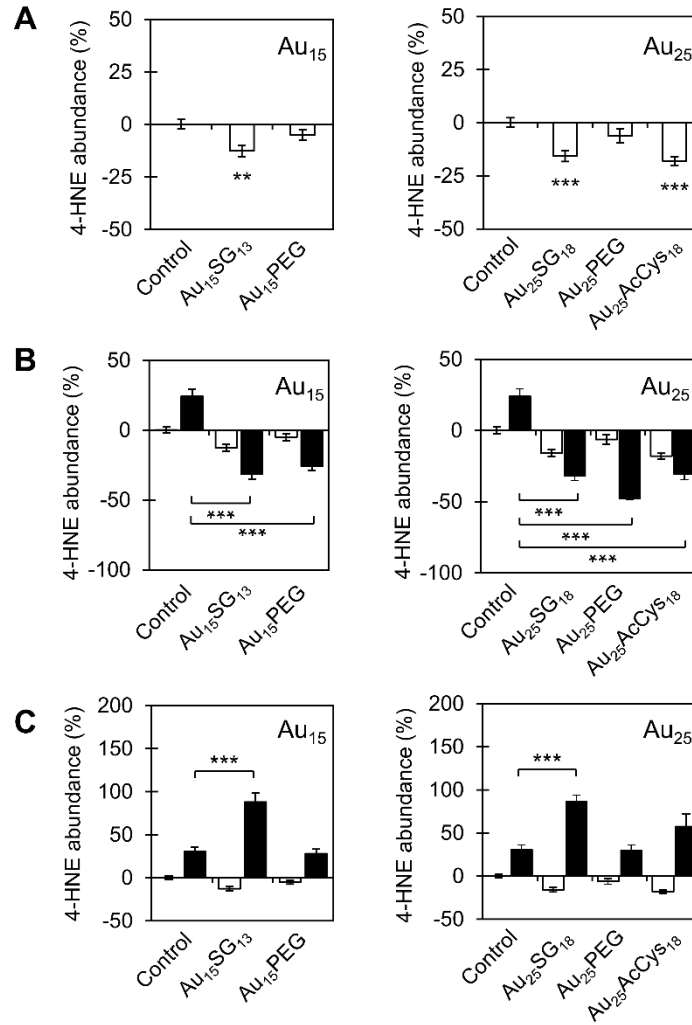 A
4-HNE abundance (%)
50
25
0
-25
-50
Au15
**
Control
Au15SG13
Au15PEG
4-HNE abundance (%)
50
25
0
-25
-50
Au25
***
***
Control
Au25SG18
Au25PEG
Au25AcCys18
B
4-HNE abundance (%)
50
0
-50
-100
Au15
***
***
Control
Au15SG13
Au15PEG
4-HNE abundance (%)
50
0
-50
-100
Au25
***
***
***
Control
Au25SG18
Au25PEG
Au25AcCys18
C
4-HNE abundance (%)
200
150
100
50
0
-50
Au15
***
Control
Au15SG13
Au15PEG
4-HNE abundance (%)
200
150
100
50
0
-50
Au25
***
Control
Au25SG18
Au25PEG
Au25AcCys18